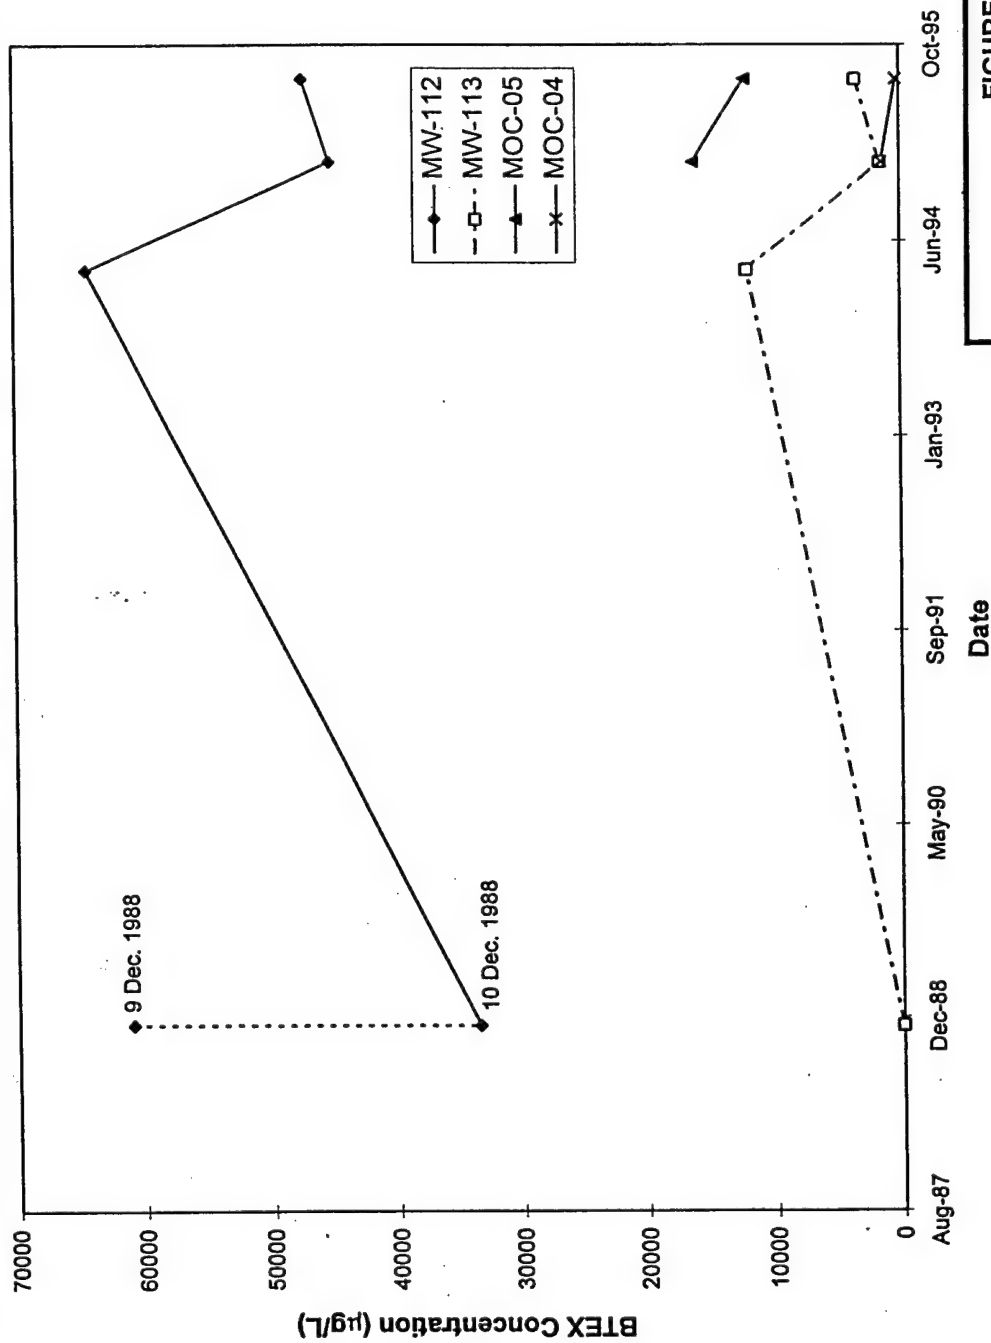 BTEX Concentration (µg/L)
70000
60000
50000
40000
30000
20000
10000
0
9 Dec. 1988
10 Dec. 1988
MW-112
MW-113
MOC-05
MOC-04
Aug-87
Dec-88
May-90
Sep-91
Jan-93
Jun-94
Oct-95
Date
FIGURE